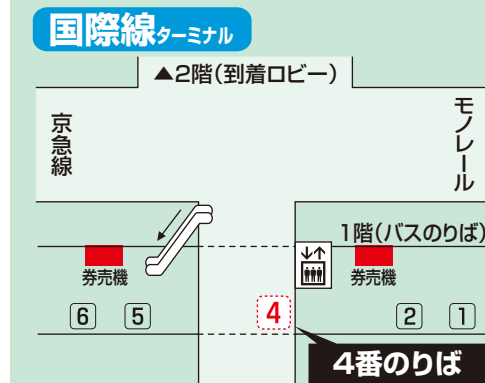 国際線ターミナル
▲2階(到着ロビー)
京急線
モノレール
1階(バスのりば)
券売機
券売機
6 5 4 2 1
4番のりば